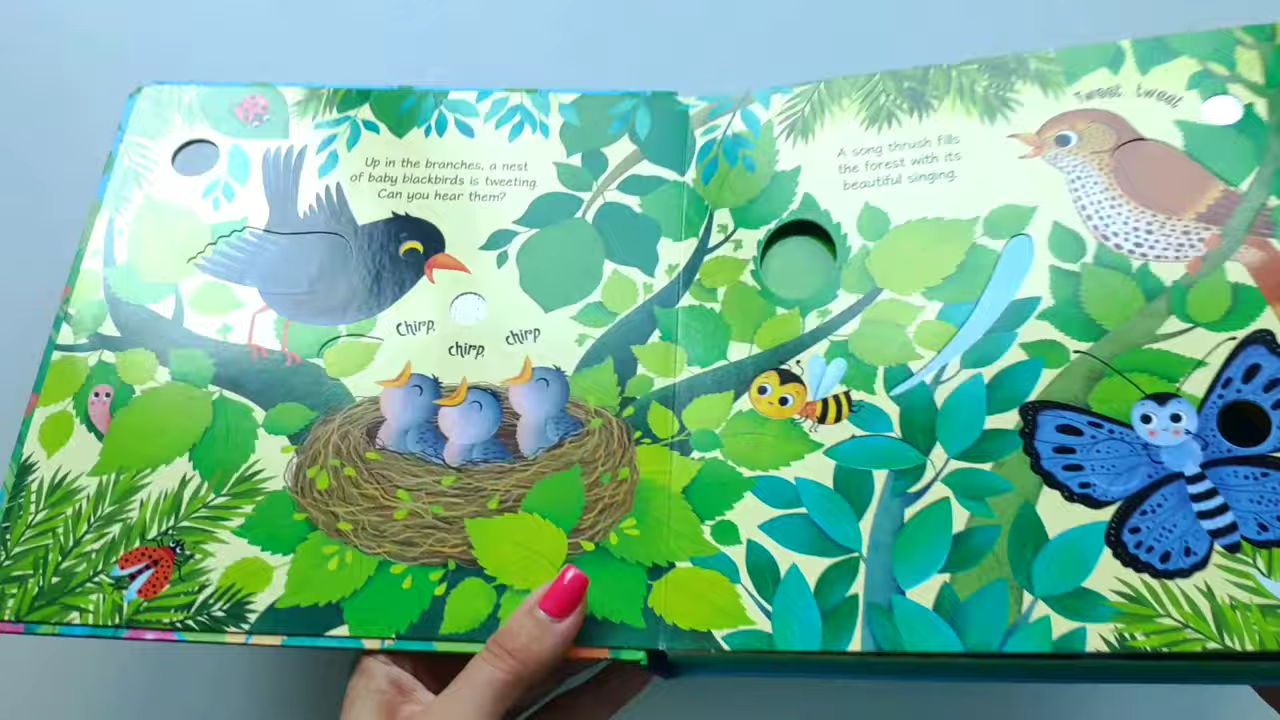 Up in the branches, a nest
of baby blackbirds is tweeting.
Can you hear them?
Chirp,
chirp,
chirp
A song thrush fills
the forest with its
beautiful singing.
Tweet tweet